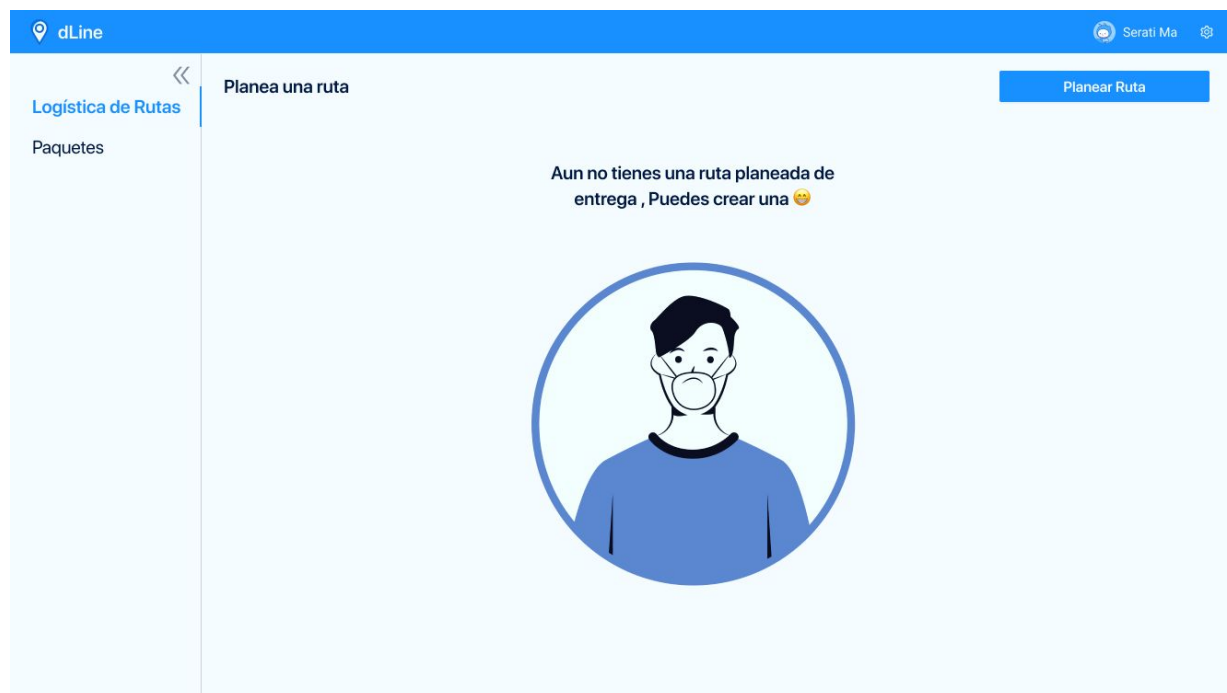 dLine
Serati Ma
Logística de Rutas
Paquetes
Planea una ruta
Planear Ruta
Aun no tienes una ruta planeada de
entrega , Puedes crear una 😁